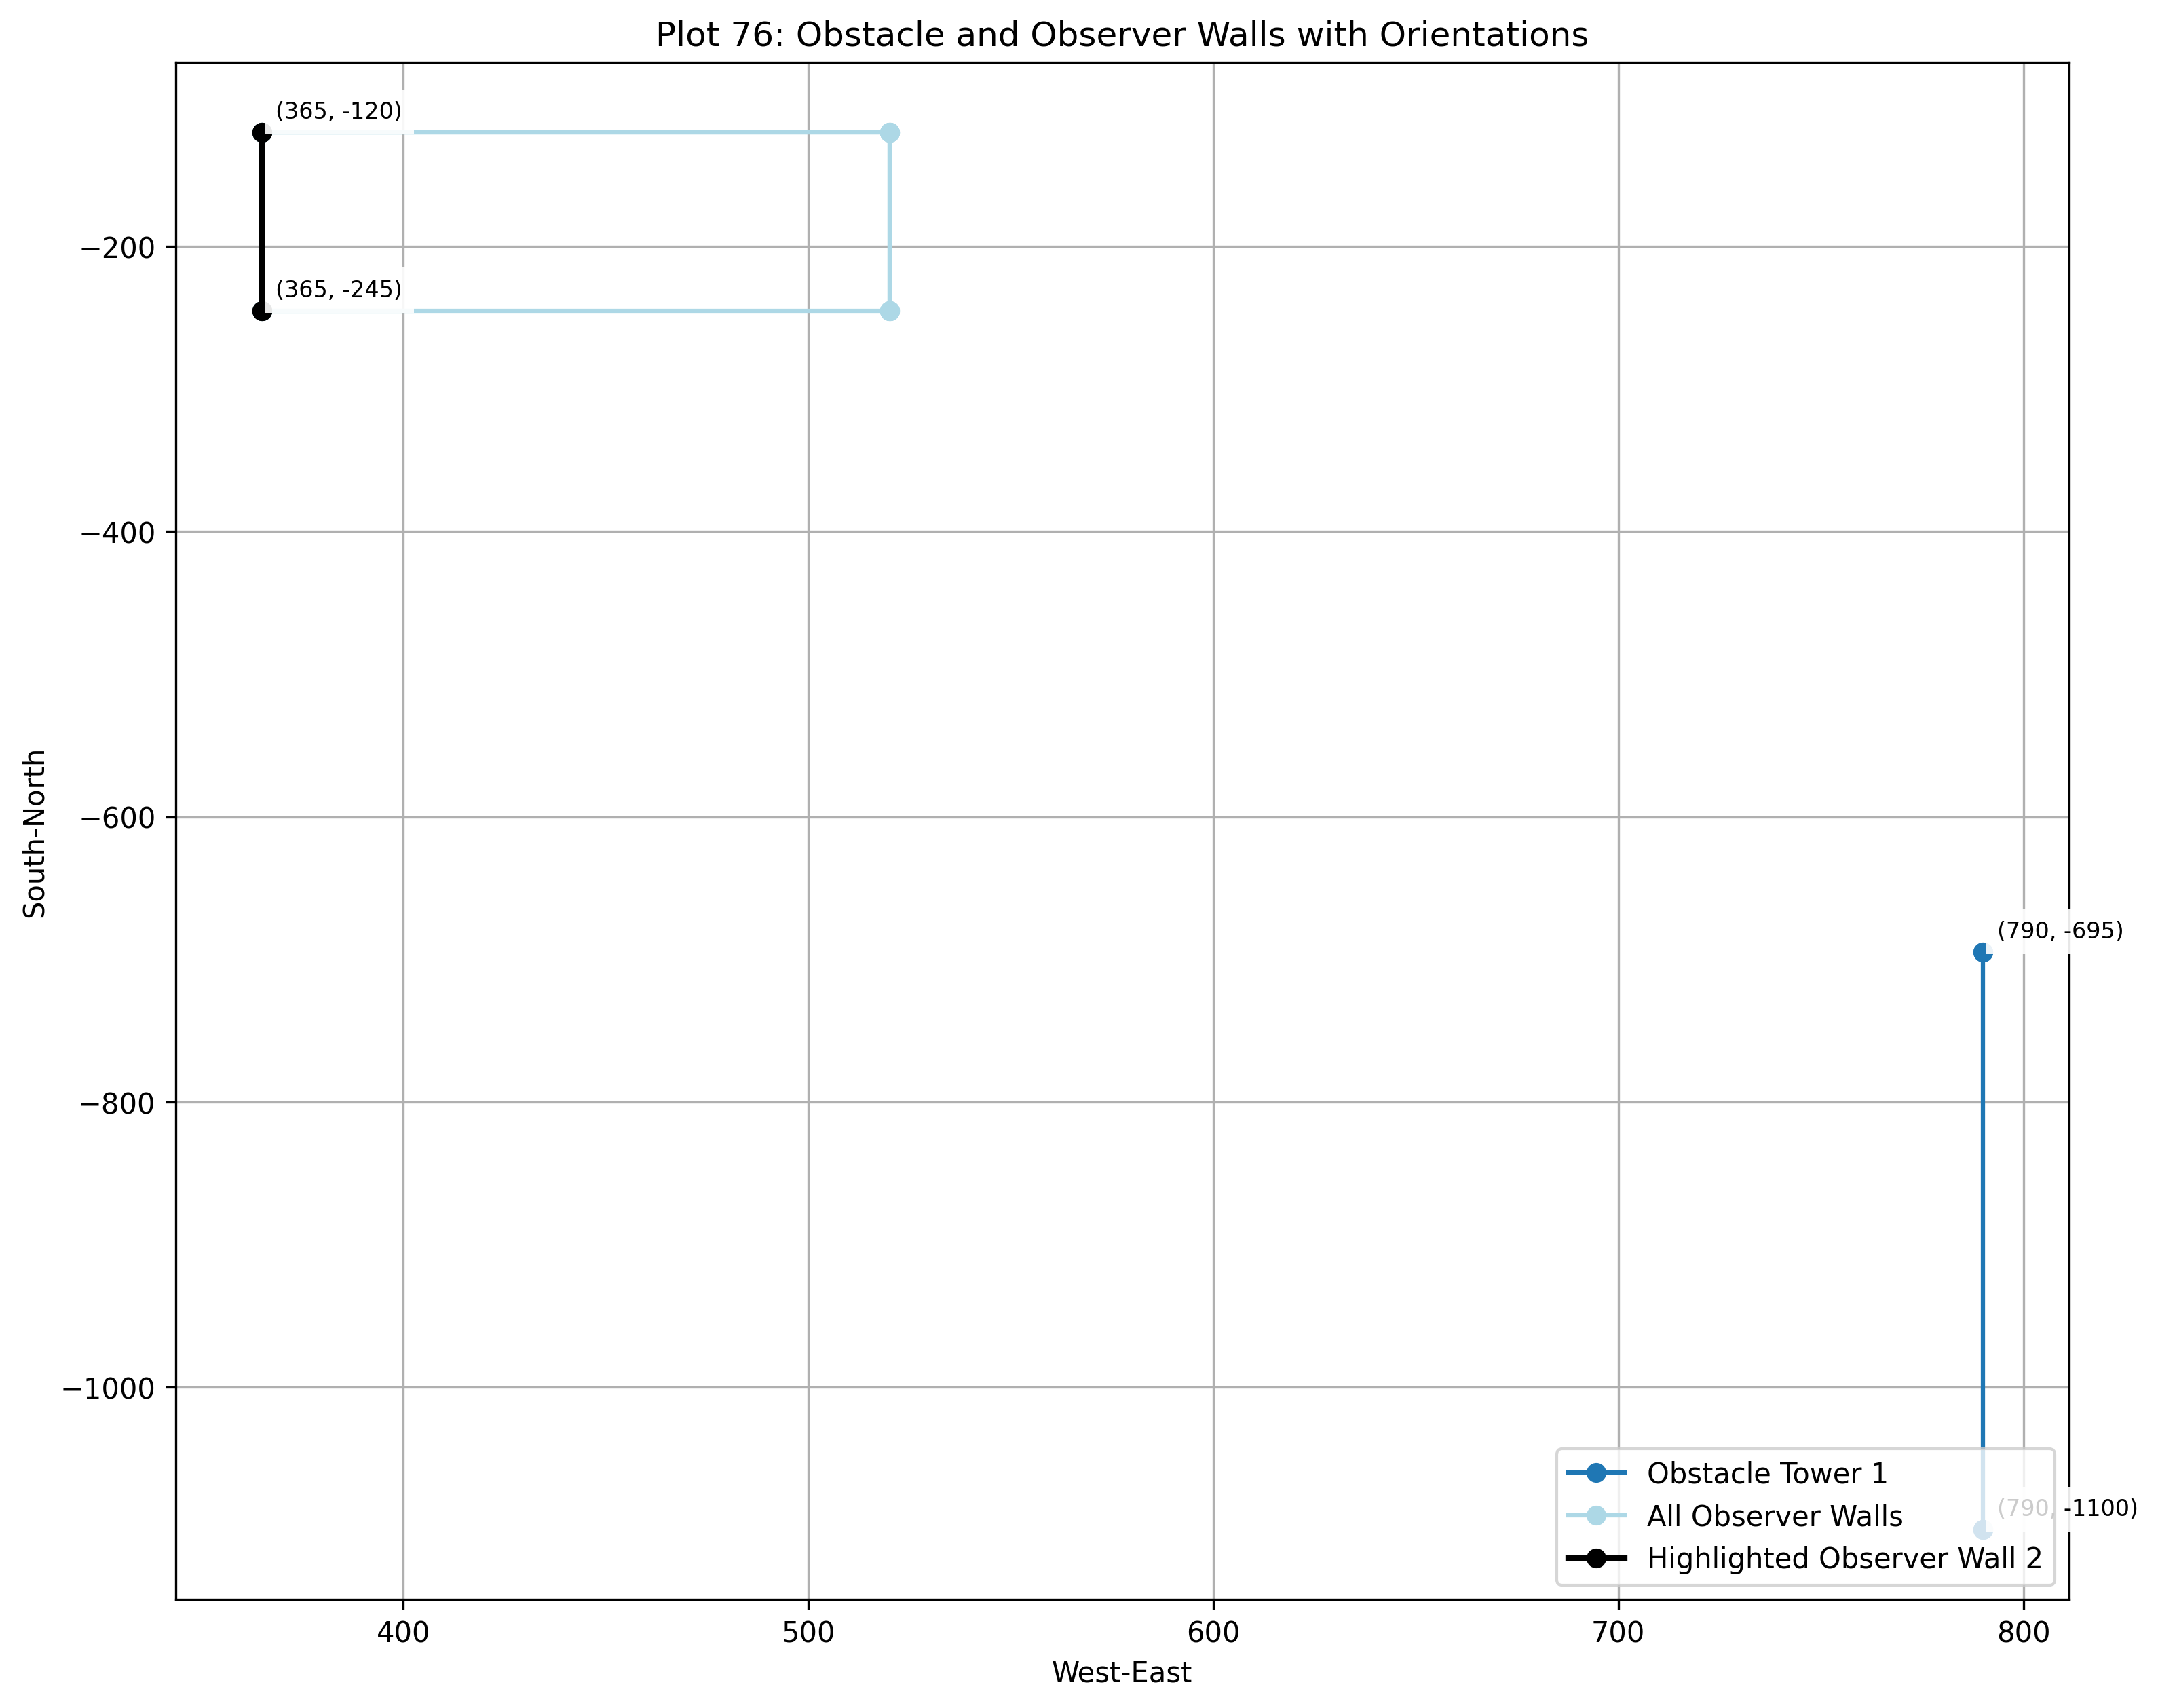 Plot 76: Obstacle and Observer Walls with Orientations
(365, -120)
−200
(365, -245)
−400
South-North
−600
(790, -695)
−800
−1000
Obstacle Tower 1
(790, -1100)
All Observer Walls
Highlighted Observer Wall 2
400 500 600 700 800
West-East